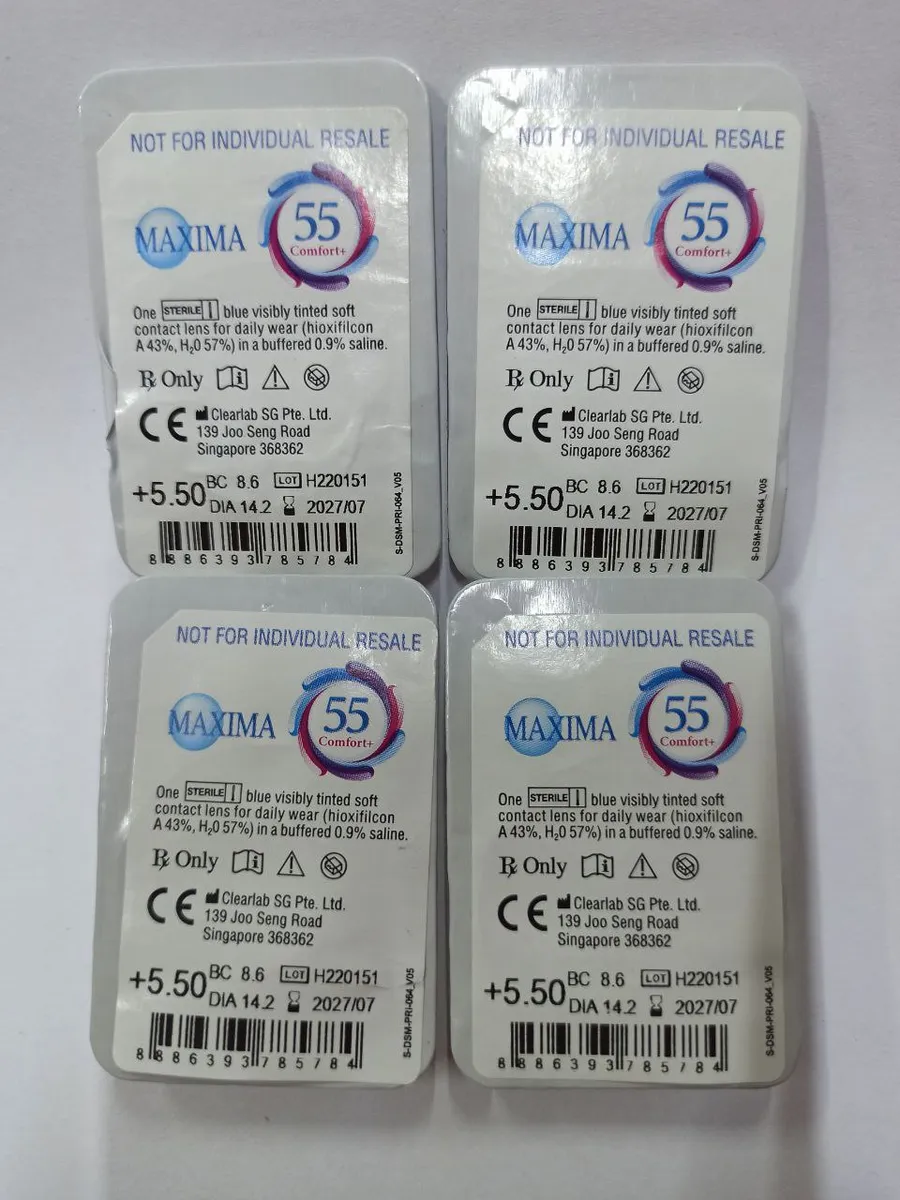 NOT FOR INDIVIDUAL RESALE
MAXIMA
55
Comfort+
One STERILE blue visibly tinted soft
contact lens for daily wear (hioxifilcon
A 43%, H₂0 57%) in a buffered 0.9% saline.
℞ Only
CE Clearlab SG Pte. Ltd.
139 Joo Seng Road
Singapore 368362
+5.50 BC 8.6 LOT H220151
DIA 14.2 2027/07
8 886393 785784
S-DSM-PRI-064_V05
NOT FOR INDIVIDUAL RESALE
MAXIMA
55
Comfort+
One STERILE blue visibly tinted soft
contact lens for daily wear (hioxifilcon
A 43%, H₂0 57%) in a buffered 0.9% saline.
℞ Only
CE Clearlab SG Pte. Ltd.
139 Joo Seng Road
Singapore 368362
+5.50 BC 8.6 LOT H220151
DIA 14.2 2027/07
8 886393 785784
S-DSM-PRI-064_V05
NOT FOR INDIVIDUAL RESALE
MAXIMA
55
Comfort+
One STERILE blue visibly tinted soft
contact lens for daily wear (hioxifilcon
A 43%, H₂0 57%) in a buffered 0.9% saline.
℞ Only
CE Clearlab SG Pte. Ltd.
139 Joo Seng Road
Singapore 368362
+5.50 BC 8.6 LOT H220151
DIA 14.2 2027/07
8 886393 785784
S-DSM-PRI-064_V05
NOT FOR INDIVIDUAL RESALE
MAXIMA
55
Comfort+
One STERILE blue visibly tinted soft
contact lens for daily wear (hioxifilcon
A 43%, H₂0 57%) in a buffered 0.9% saline.
℞ Only
CE Clearlab SG Pte. Ltd.
139 Joo Seng Road
Singapore 368362
+5.50 BC 8.6 LOT H220151
DIA 14.2 2027/07
8 886393 785784
S-DSM-PRI-064_V05